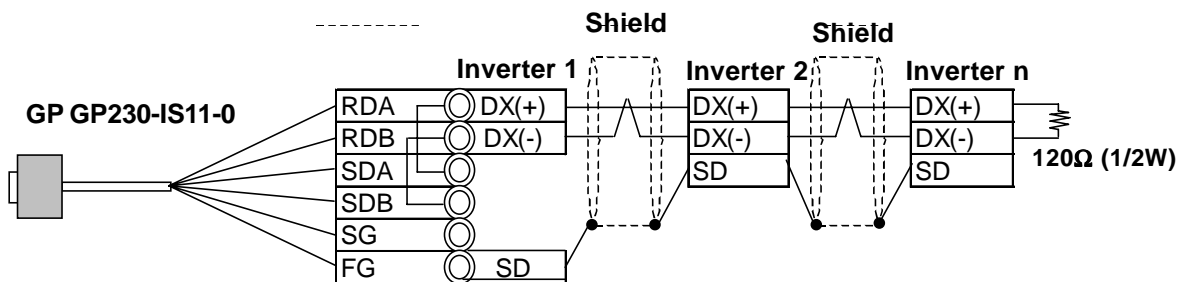 Shield
Shield
Inverter 1
Inverter 2
Inverter n
GP GP230-IS11-0
RDA DX(+) DX(+) DX(+)
RDB DX(-) DX(-) DX(-)
120Ω (1/2W)
SDA SD SD
SDB
SG
FG SD